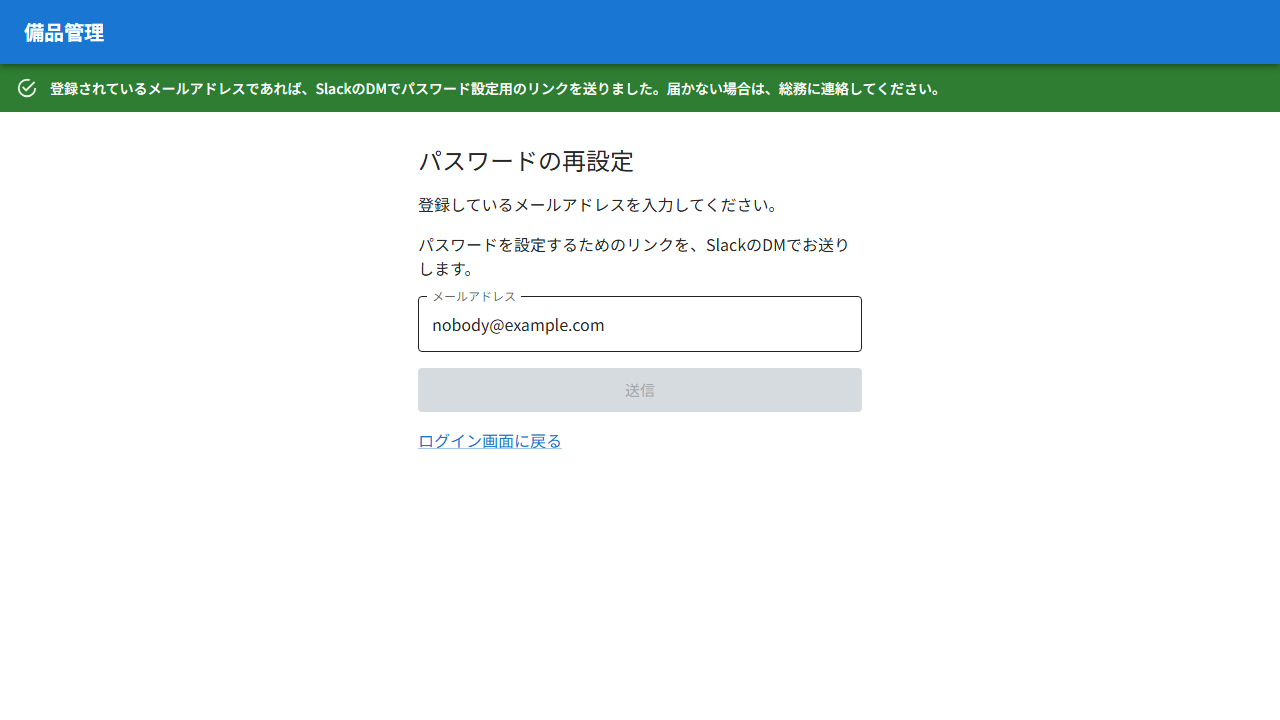 備品管理
登録されているメールアドレスであれば、SlackのDMでパスワード設定用のリンクを送りました。届かない場合は、総務に連絡してください。
パスワードの再設定
登録しているメールアドレスを入力してください。
パスワードを設定するためのリンクを、SlackのDMでお送り
します。
メールアドレス
nobody@example.com
送信
ログイン画面に戻る